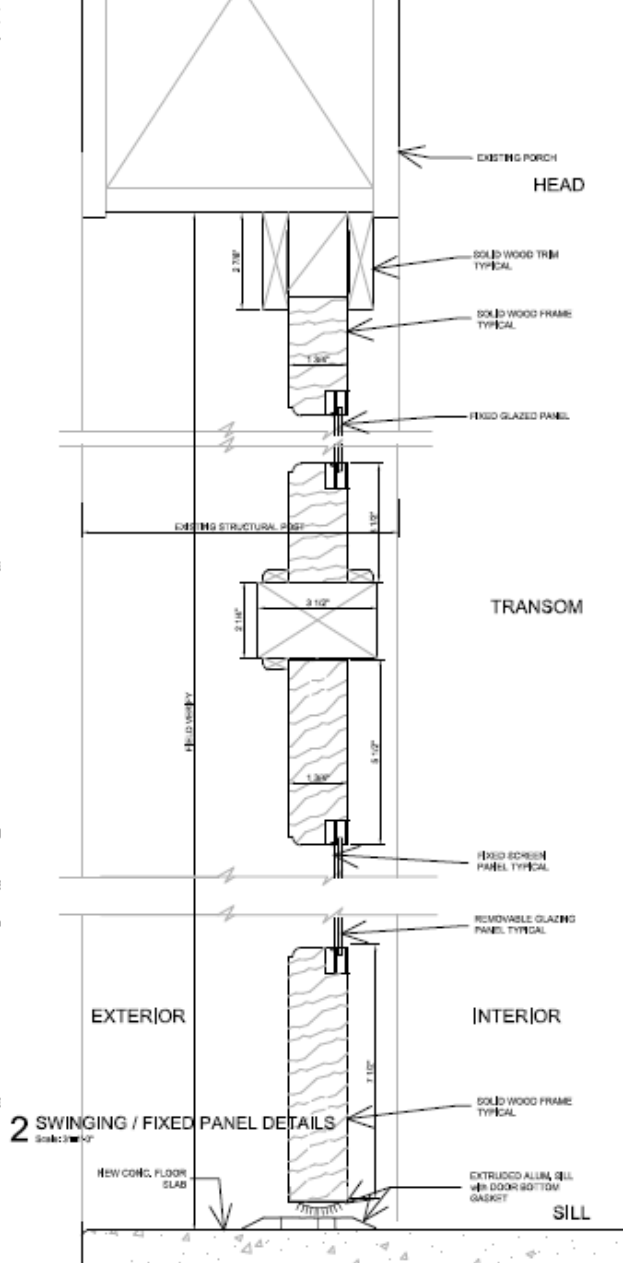 EXISTING PORCH
HEAD
2 7/8"
SOLID WOOD TRIM
TYPICAL
SOLID WOOD FRAME
TYPICAL
1 3/4"
FIXED GLAZED PANEL
EXISTING STRUCTURAL POST
1/2"
TRANSOM
3 1/2"
2 1/4"
FIELD VERIFY
5 1/2"
1 3/4"
FIXED SCREEN
PANEL TYPICAL
REMOVABLE GLAZING
PANEL TYPICAL
EXTERIOR
INTERIOR
7 1/2"
SOLID WOOD FRAME
TYPICAL
2 SWINGING / FIXED PANEL DETAILS
Scale:
NEW CONC. FLOOR
SLAB
EXTRUDED ALUM. SILL
with DOOR BOTTOM
GASKET
SILL